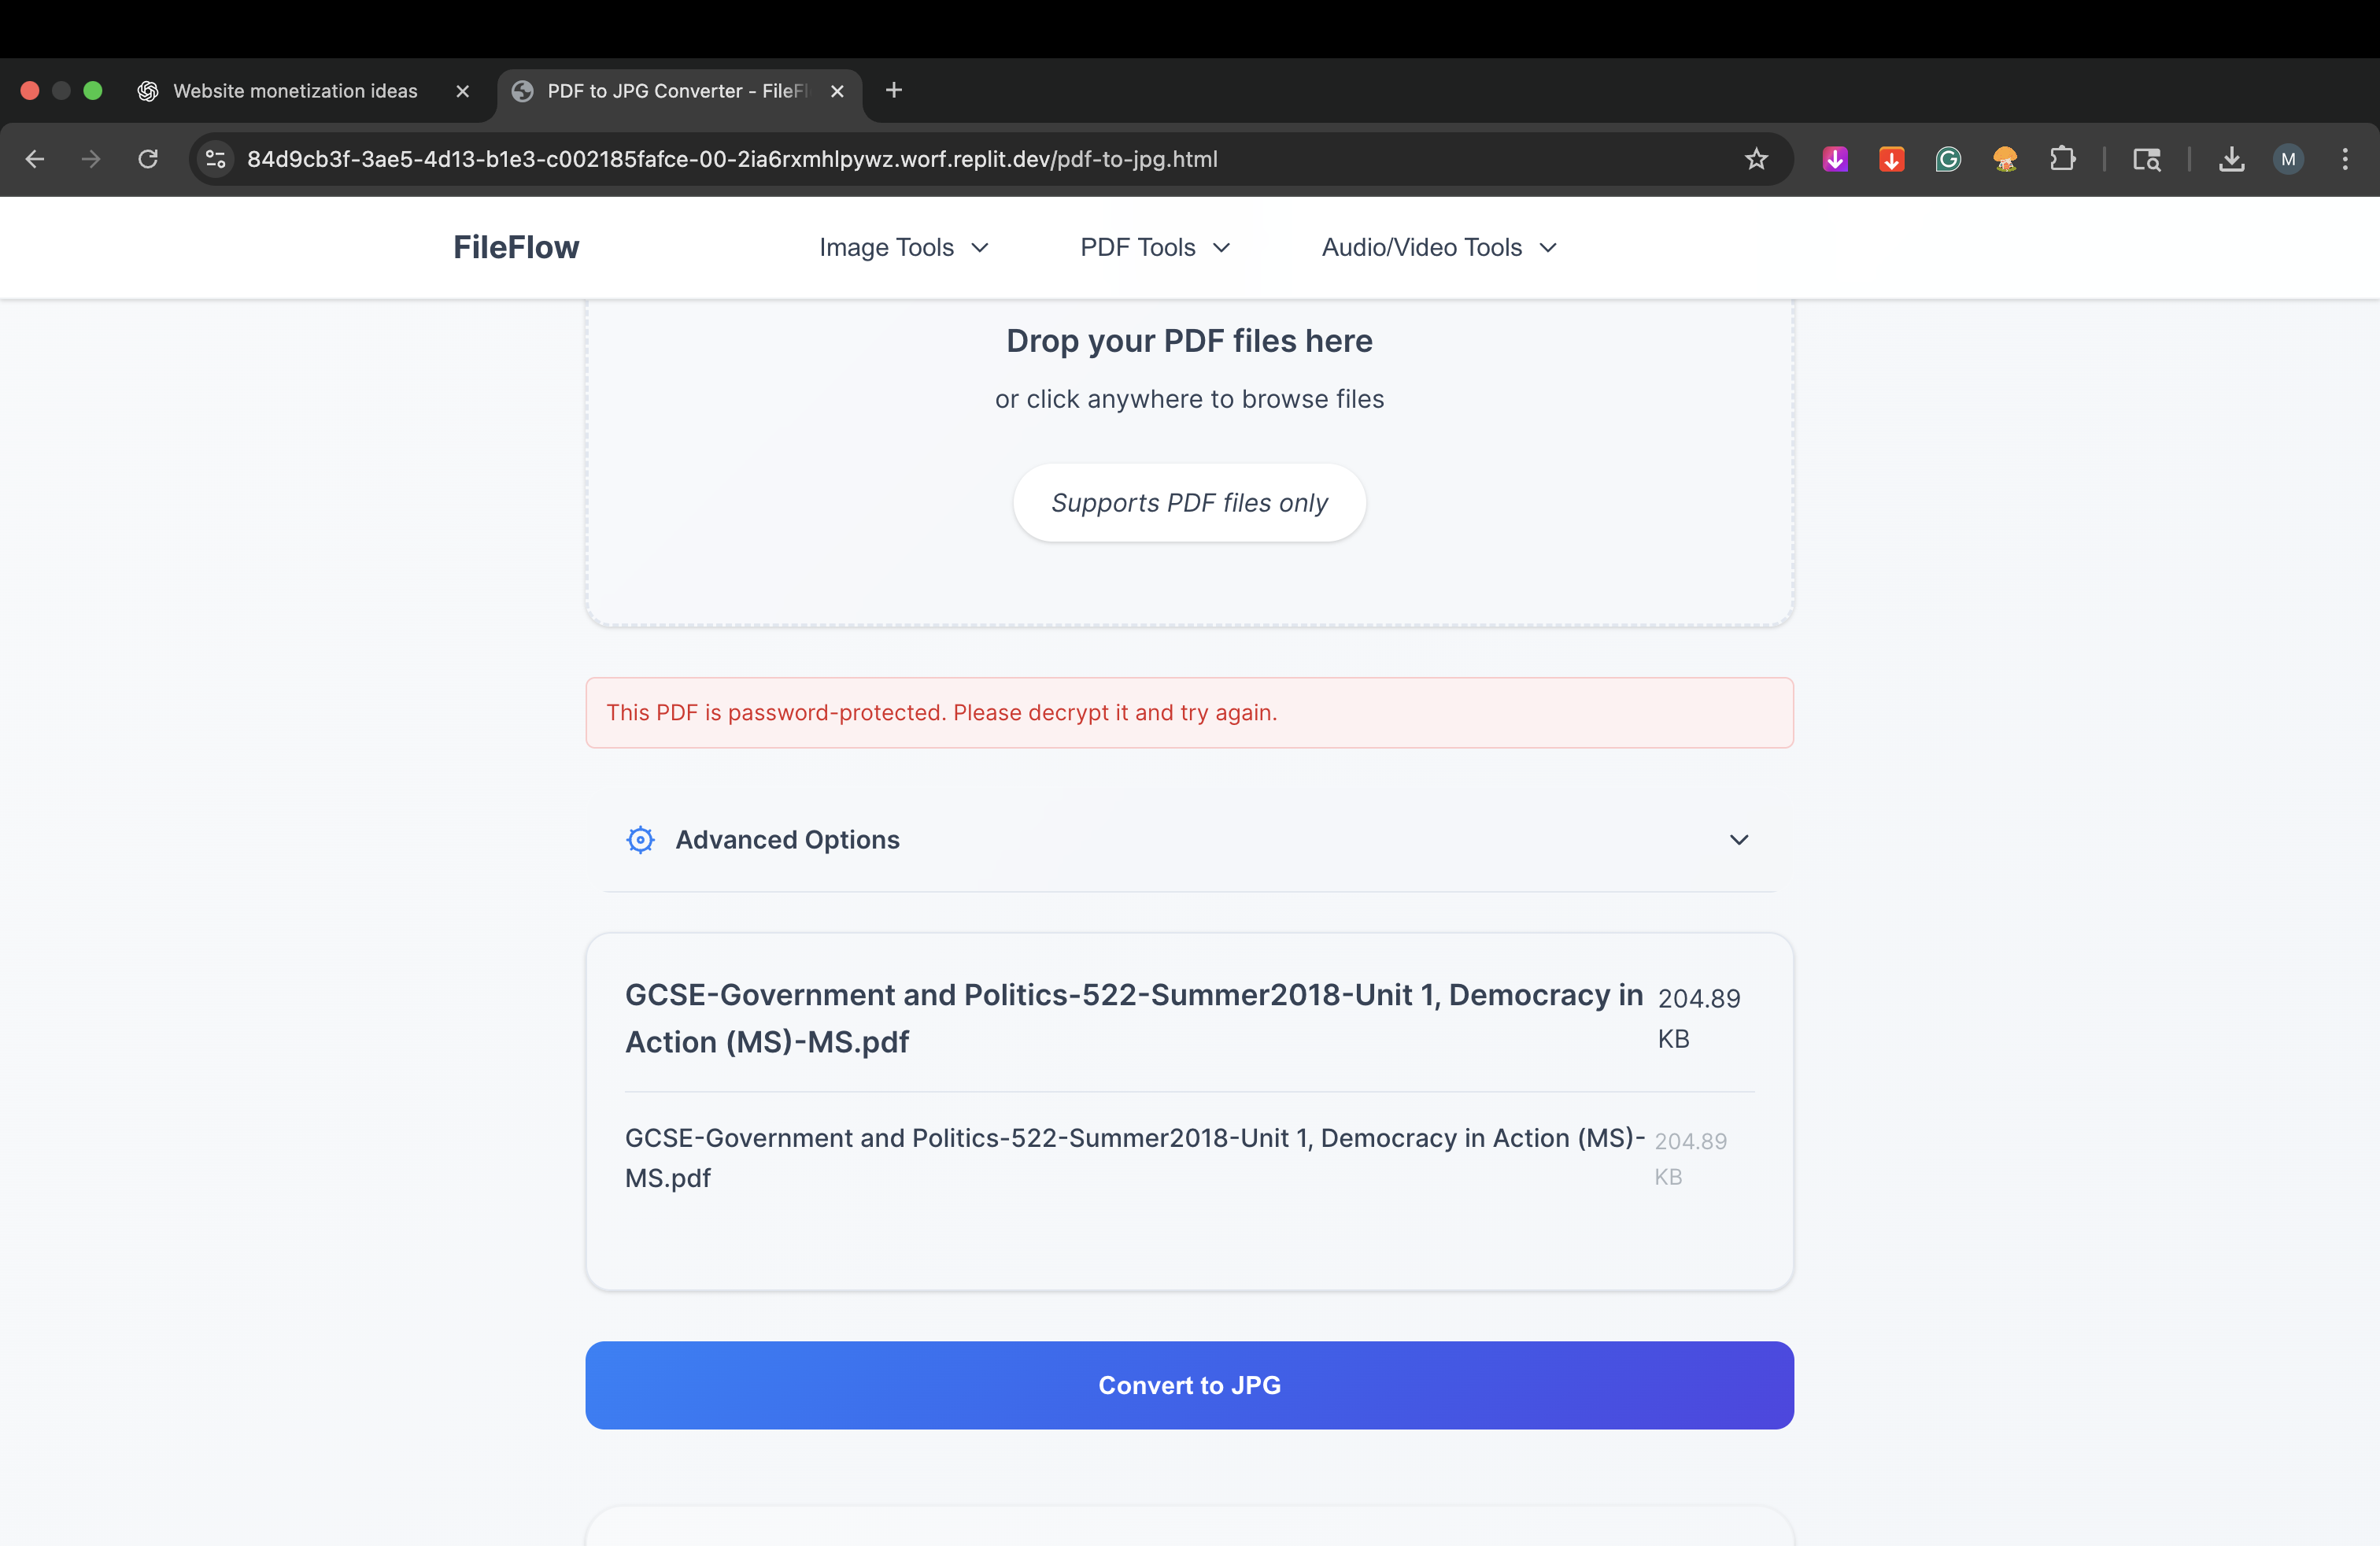 Website monetization ideas
PDF to JPG Converter - FileFl
84d9cb3f-3ae5-4d13-b1e3-c002185fafce-00-2ia6rxmhlpywz.worf.replit.dev/pdf-to-jpg.html
M
FileFlow
Image Tools
PDF Tools
Audio/Video Tools
Drop your PDF files here
or click anywhere to browse files
Supports PDF files only
This PDF is password-protected. Please decrypt it and try again.
Advanced Options
GCSE-Government and Politics-522-Summer2018-Unit 1, Democracy in
Action (MS)-MS.pdf
204.89
KB
GCSE-Government and Politics-522-Summer2018-Unit 1, Democracy in Action (MS)-
MS.pdf
204.89
KB
Convert to JPG